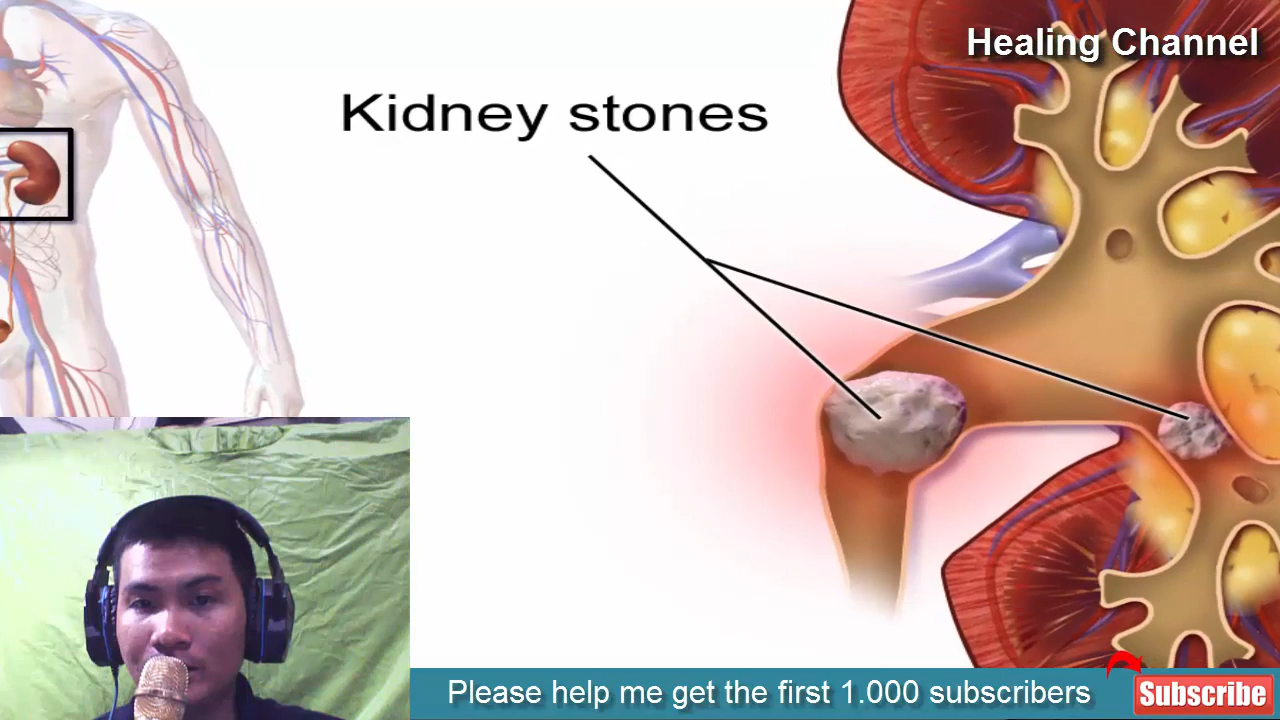 Healing Channel
Kidney stones
Please help me get the first 1.000 subscribers
Subscribe